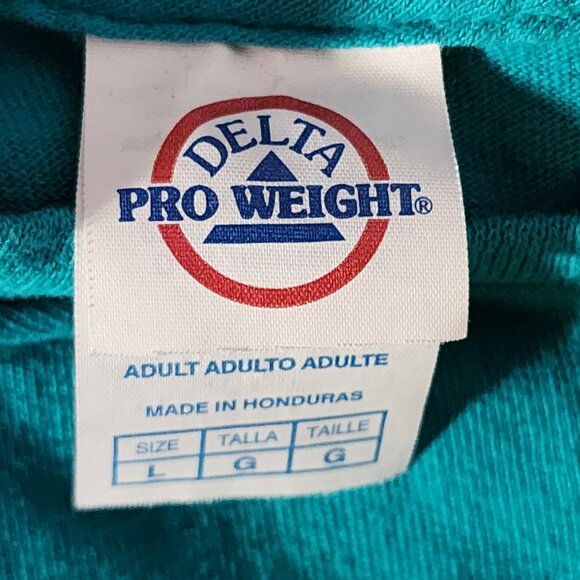 DELTA
PRO WEIGHT®
ADULT ADULTO ADULTE
MADE IN HONDURAS
SIZE TALLA TAILLE
L G G